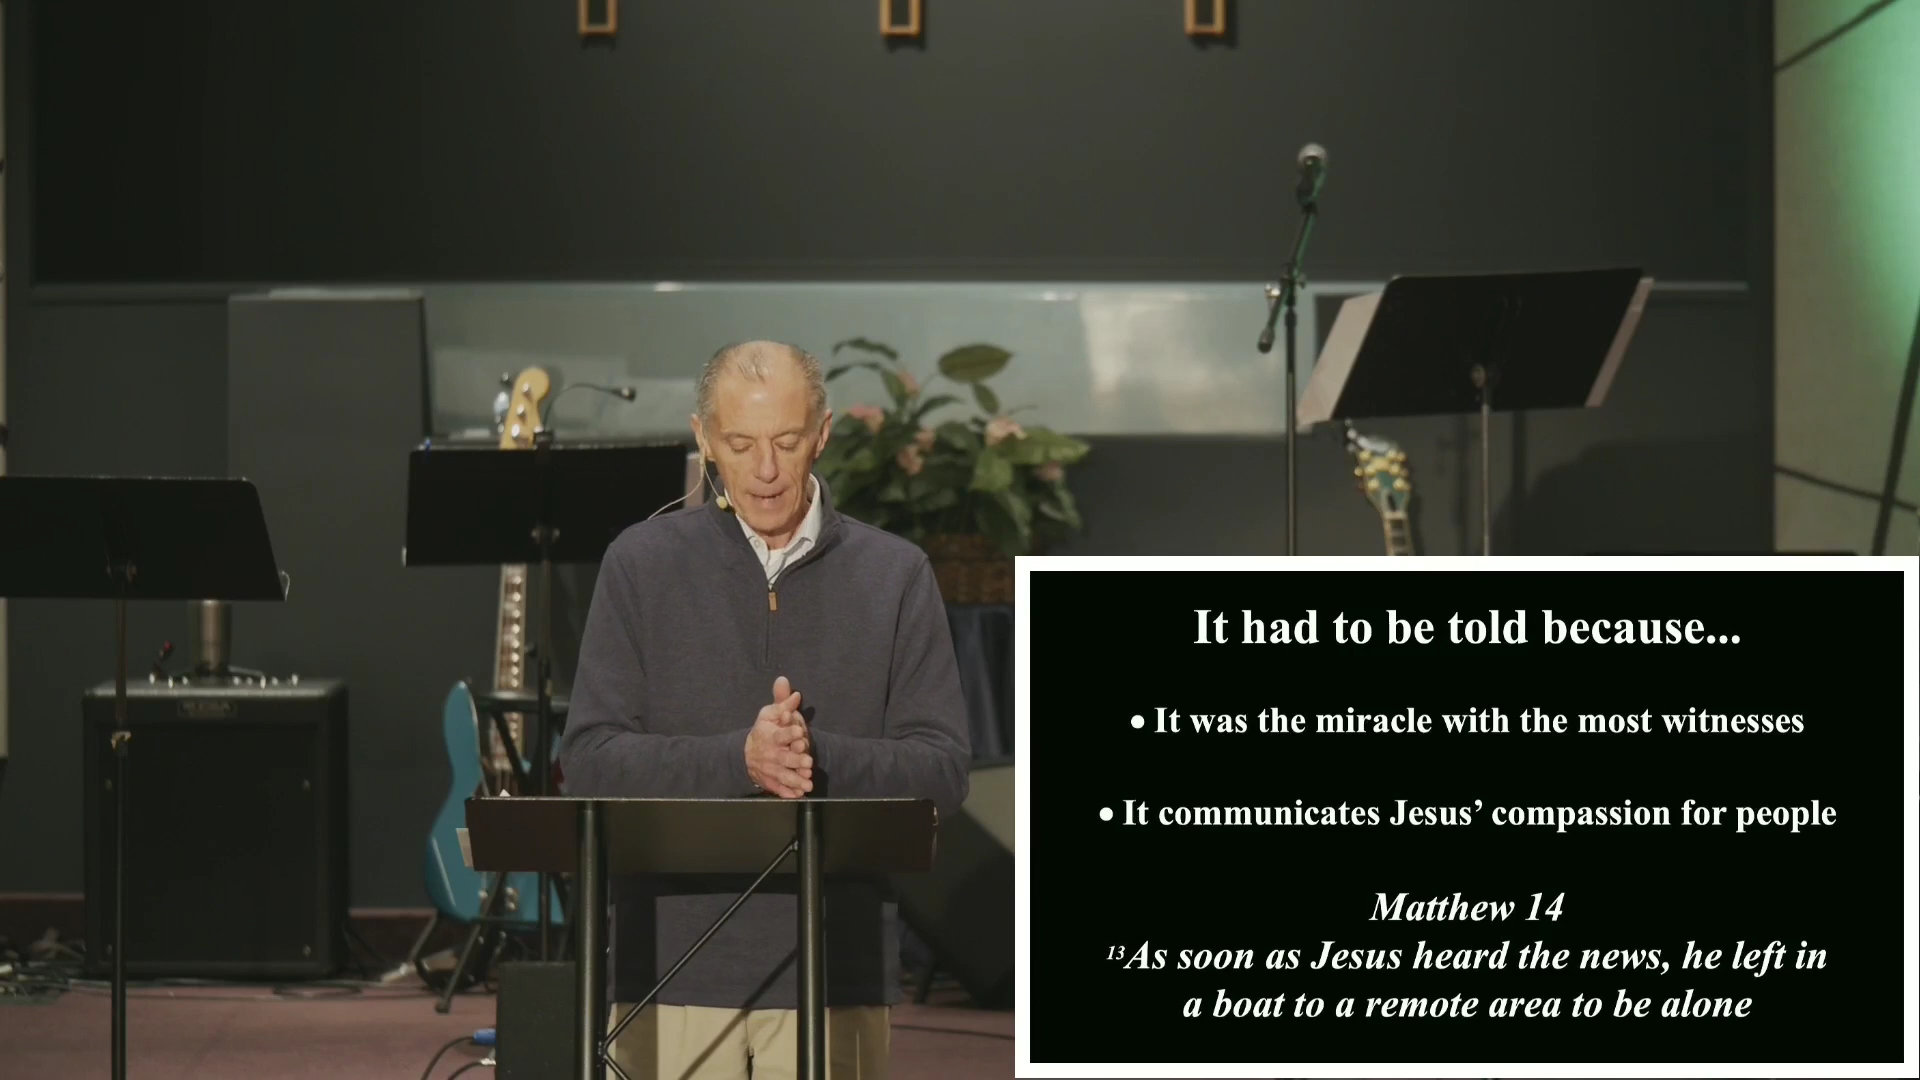 It had to be told because...
• It was the miracle with the most witnesses
• It communicates Jesus’ compassion for people
Matthew 14
13As soon as Jesus heard the news, he left in
a boat to a remote area to be alone